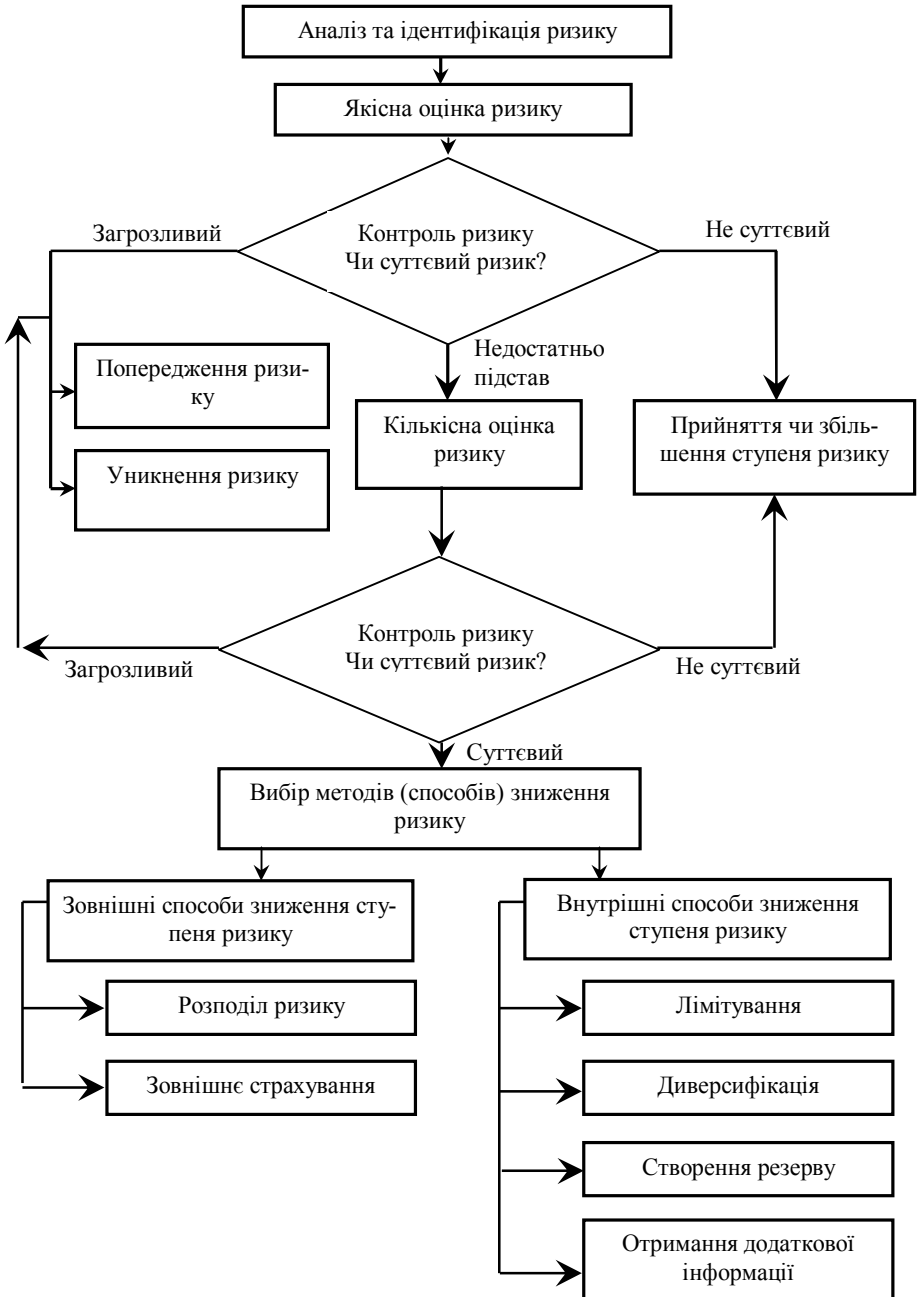 Аналіз та ідентифікація ризику
Якісна оцінка ризику
Загрозливий
Контроль ризику
Чи суттєвий ризик?
Не суттєвий
Недостатньо
підстав
Попередження ризи-
ку
Уникнення ризику
Кількісна оцінка
ризику
Прийняття чи збіль-
шення ступеня ризику
Контроль ризику
Чи суттєвий ризик?
Загрозливий
Не суттєвий
Суттєвий
Вибір методів (способів) зниження
ризику
Зовнішні способи зниження сту-
пеня ризику
Розподіл ризику
Зовнішнє страхування
Внутрішні способи зниження
ступеня ризику
Лімітування
Диверсифікація
Створення резерву
Отримання додаткової
інформації